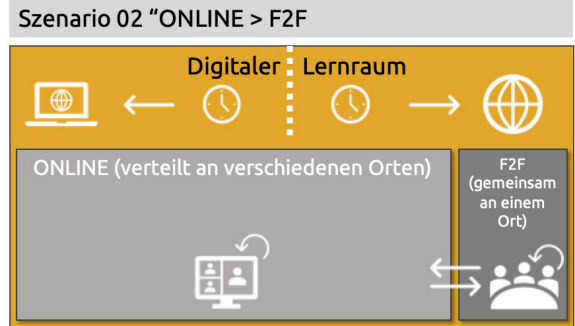 Szenario 02 “ONLINE > F2F
Digitaler Lernraum
ONLINE (verteilt an verschiedenen Orten)
F2F
(gemeinsam
an einem
Ort)